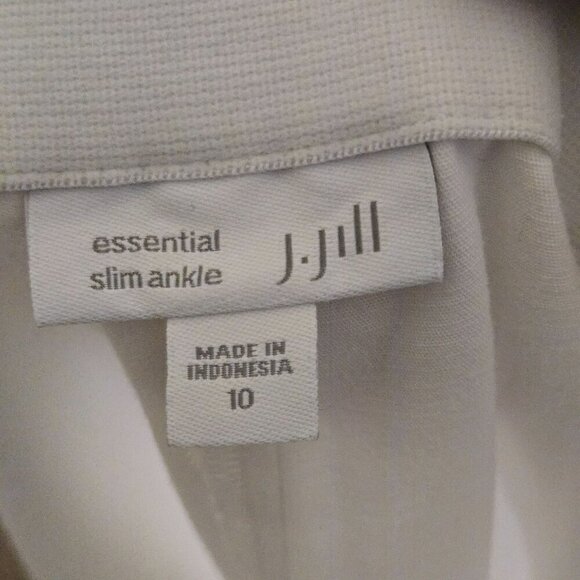 essential
slim ankle
J.Jill
MADE IN
INDONESIA
10